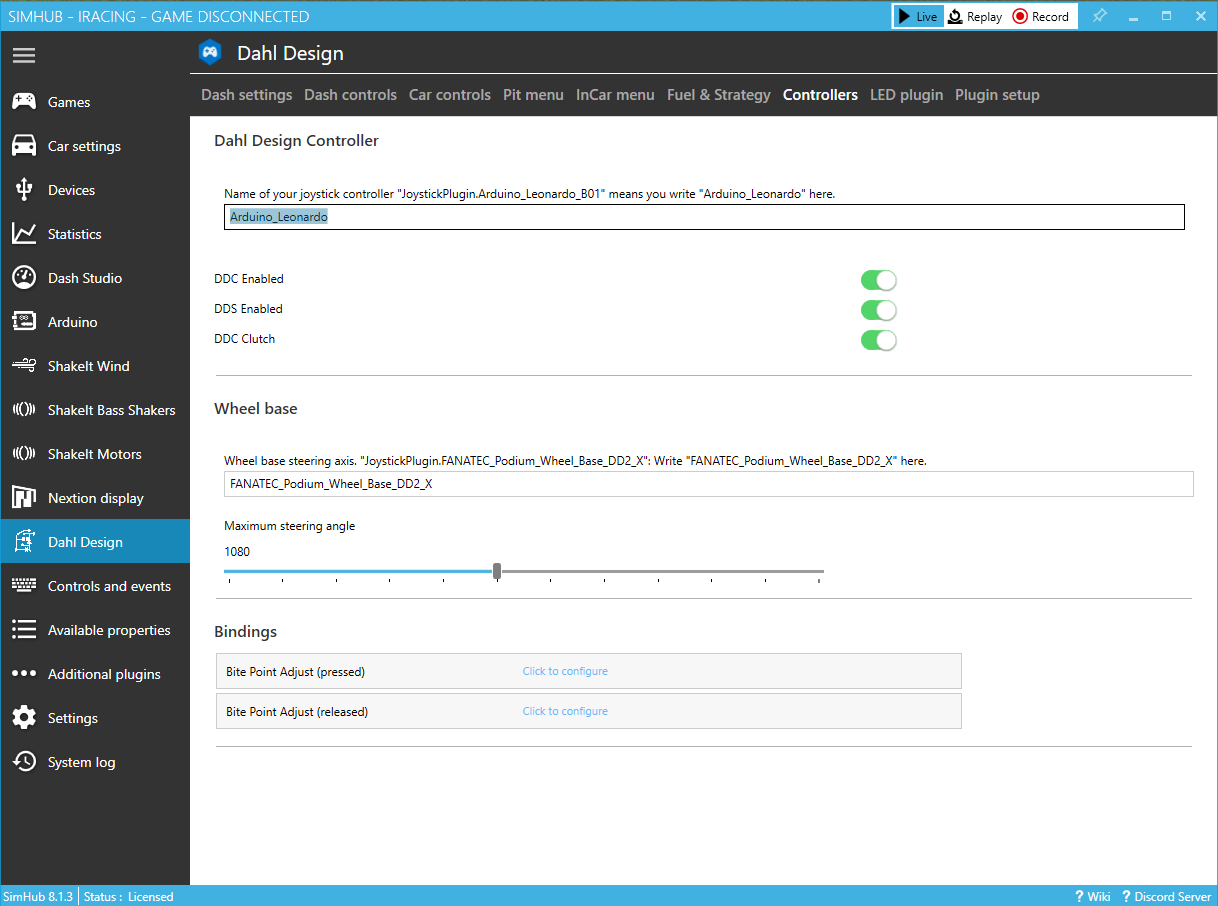 SIMHUB - IRACING - GAME DISCONNECTED
Live
Replay
Record
Dahl Design
Games
Car settings
Devices
Statistics
Dash Studio
Arduino
ShakeIt Wind
ShakeIt Bass Shakers
ShakeIt Motors
Nextion display
Dahl Design
Controls and events
Available properties
Additional plugins
Settings
System log
Dash settings Dash controls Car controls Pit menu InCar menu Fuel & Strategy Controllers LED plugin Plugin setup
Dahl Design Controller
Name of your joystick controller "JoystickPlugin.Arduino_Leonardo_B01" means you write "Arduino_Leonardo" here.
Arduino_Leonardo
DDC Enabled
DDS Enabled
DDC Clutch
Wheel base
Wheel base steering axis. "JoystickPlugin.FANATEC_Podium_Wheel_Base_DD2_X": Write "FANATEC_Podium_Wheel_Base_DD2_X" here.
FANATEC_Podium_Wheel_Base_DD2_X
Maximum steering angle
1080
Bindings
Bite Point Adjust (pressed) Click to configure
Bite Point Adjust (released) Click to configure
SimHub 8.1.3 Status : Licensed
? Wiki ? Discord Server